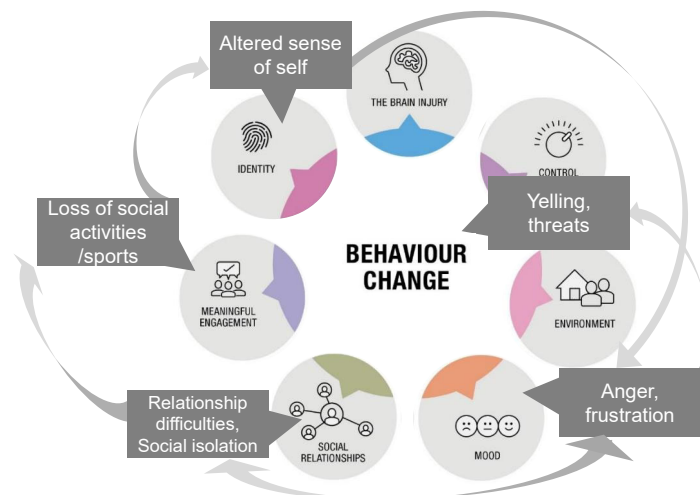 Altered sense
of self
THE BRAIN INJURY
IDENTITY
CONTROL
Loss of social
activities
/sports
Yelling,
threats
BEHAVIOUR
CHANGE
MEANINGFUL
ENGAGEMENT
ENVIRONMENT
Relationship
difficulties,
Social isolation
Anger,
frustration
SOCIAL
RELATIONSHIPS
MOOD